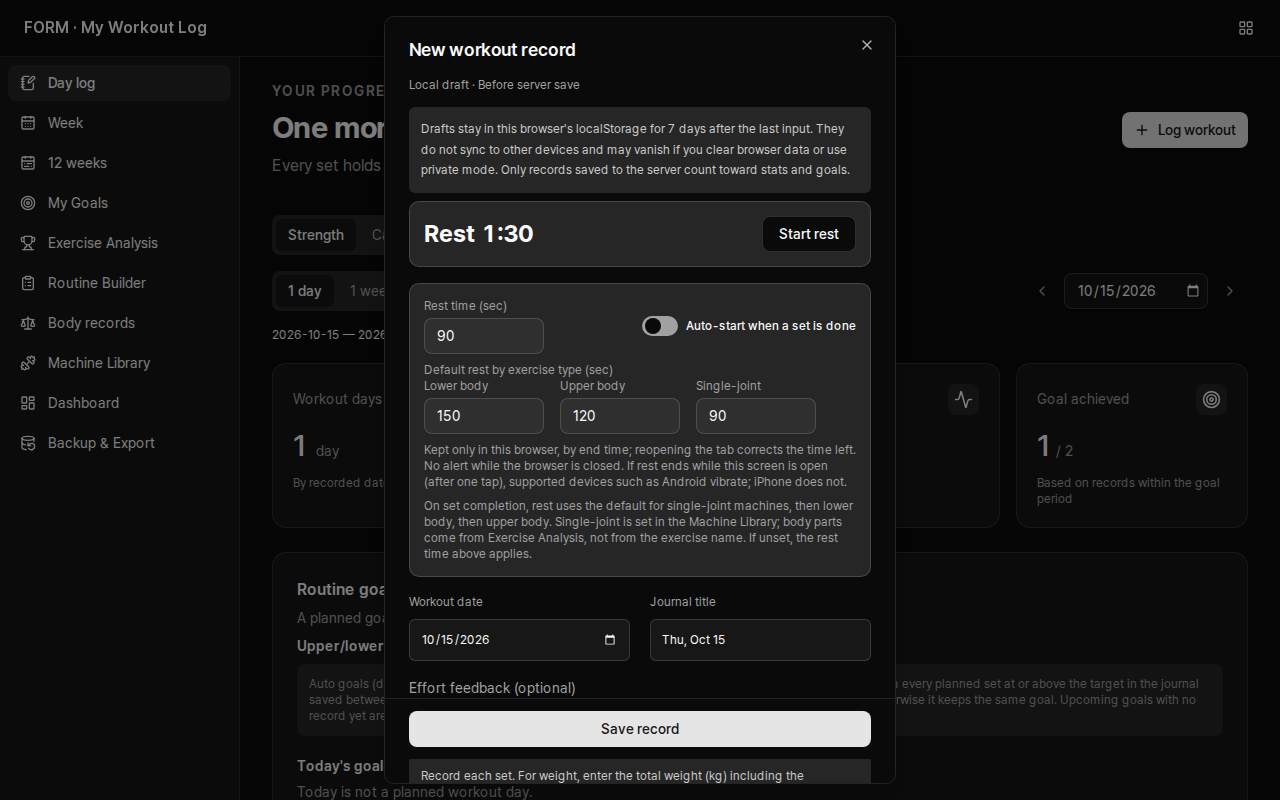 FORM · My Workout Log
Day log
Week
12 weeks
My Goals
Exercise Analysis
Routine Builder
Body records
Machine Library
Dashboard
Backup & Export
YOUR PROGRE
One mor
Every set holds
Log workout
Strength
Ca
1 day
1 wee
10/15/2026
2026-10-15 — 2026
Workout days
1 day
By recorded date
Goal achieved
1 / 2
Based on records within the goal
period
Routine goa
A planned goa
Upper/lower
Auto goals (d
saved betwee
record yet are
every planned set at or above the target in the journal
rwise it keeps the same goal. Upcoming goals with no
Today's goal
Today is not a planned workout day.
New workout record
Local draft · Before server save
Drafts stay in this browser's localStorage for 7 days after the last input. They
do not sync to other devices and may vanish if you clear browser data or use
private mode. Only records saved to the server count toward stats and goals.
Rest 1:30
Start rest
Rest time (sec)
90
Auto-start when a set is done
Default rest by exercise type (sec)
Lower body
Upper body
Single-joint
150
120
90
Kept only in this browser, by end time; reopening the tab corrects the time left.
No alert while the browser is closed. If rest ends while this screen is open
(after one tap), supported devices such as Android vibrate; iPhone does not.
On set completion, rest uses the default for single-joint machines, then lower
body, then upper body. Single-joint is set in the Machine Library; body parts
come from Exercise Analysis, not from the exercise name. If unset, the rest
time above applies.
Workout date
Journal title
10/15/2026
Thu, Oct 15
Effort feedback (optional)
Save record
Record each set. For weight, enter the total weight (kg) including the